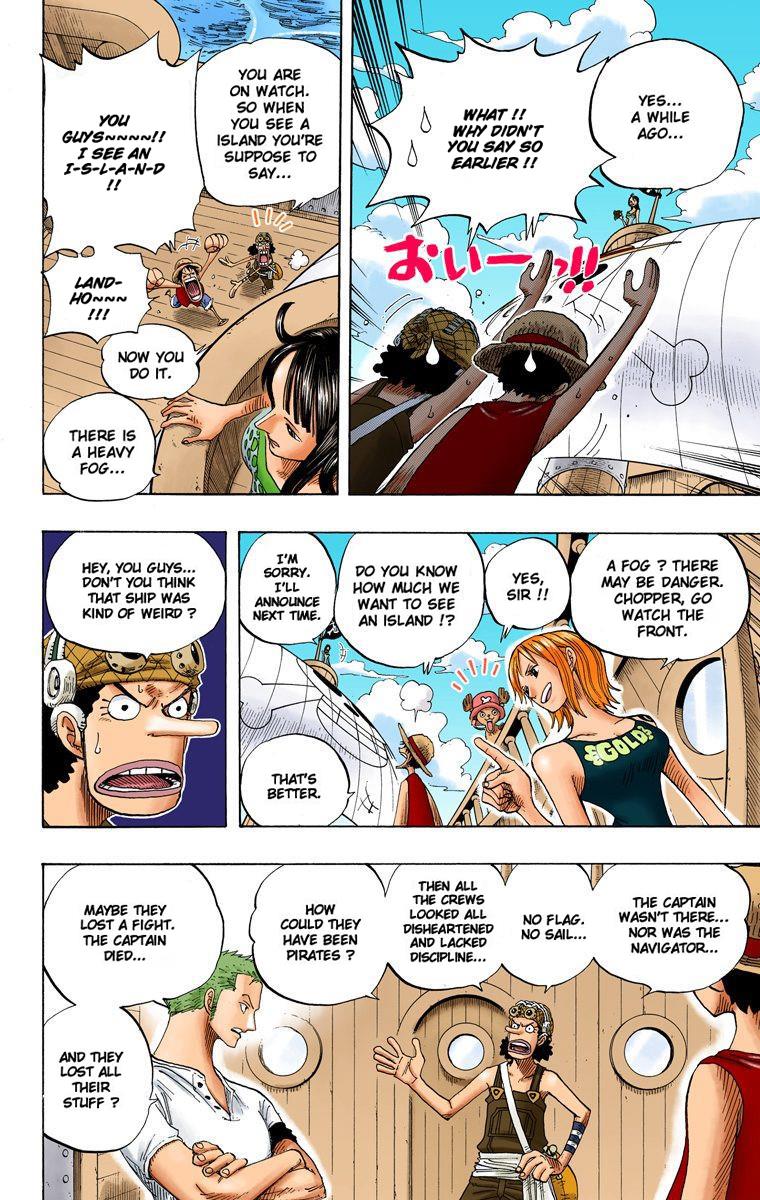 YES...
A WHILE
AGO...
WHAT !!
WHY DIDN'T
YOU SAY SO
EARLIER !!
おいーっ!!
YOU ARE
ON WATCH.
SO WHEN
YOU SEE A
ISLAND YOU'RE
SUPPOSE TO
SAY...
YOU
GUYS~~~~!!
I SEE AN
I-S-L-A-N-D
!!
LAND-
HO~~~
!!!
NOW YOU
DO IT.
THERE IS
A HEAVY
FOG...
A FOG ? THERE
MAY BE DANGER.
CHOPPER, GO
WATCH THE
FRONT.
YES,
SIR !!
DO YOU KNOW
HOW MUCH WE
WANT TO SEE
AN ISLAND !?
I'M
SORRY.
I'LL
ANNOUNCE
NEXT TIME.
THAT'S
BETTER.
GOLD
HEY, YOU GUYS...
DON'T YOU THINK
THAT SHIP WAS
KIND OF WEIRD ?
THE CAPTAIN
WASN'T THERE...
NOR WAS THE
NAVIGATOR...
NO FLAG.
NO SAIL...
THEN ALL
THE CREWS
LOOKED ALL
DISHEARTENED
AND LACKED
DISCIPLINE...
HOW
COULD THEY
HAVE BEEN
PIRATES ?
MAYBE THEY
LOST A FIGHT.
THE CAPTAIN
DIED...
AND THEY
LOST ALL
THEIR
STUFF ?